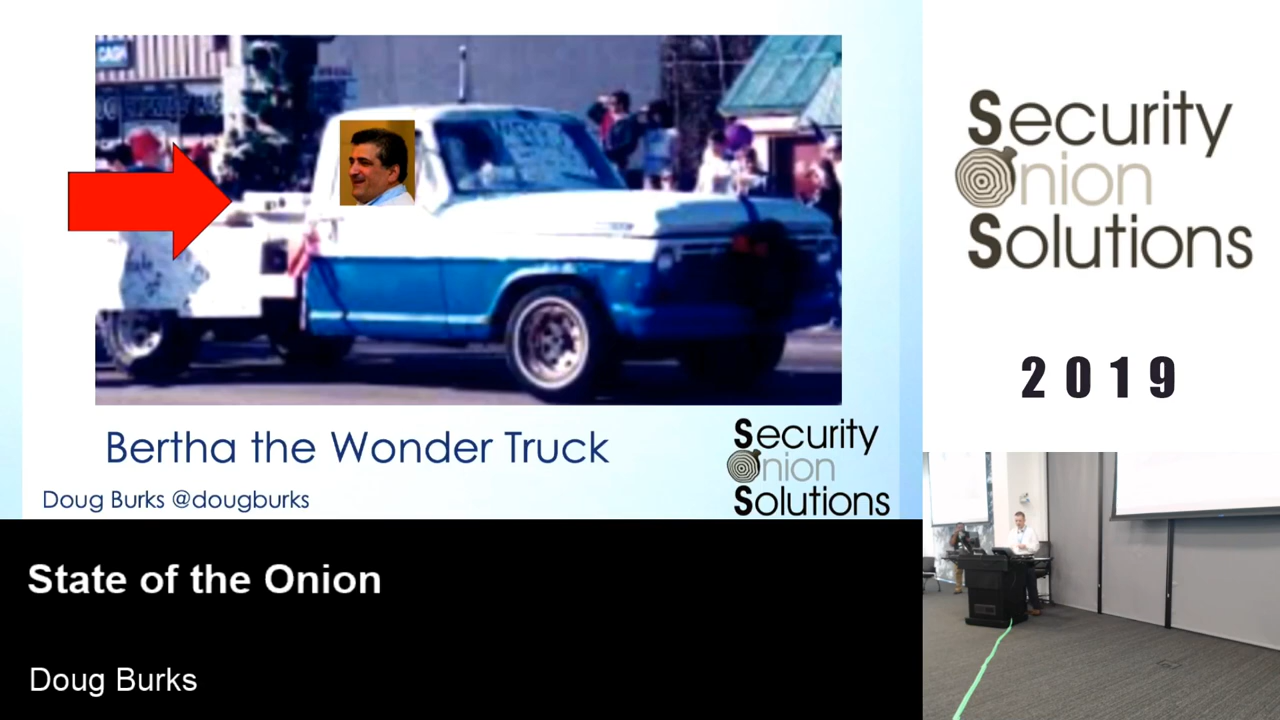 CASH
Bertha the Wonder Truck
Doug Burks @dougburks
Security
Onion
Solutions
State of the Onion
Doug Burks
Security
Onion
Solutions
2019